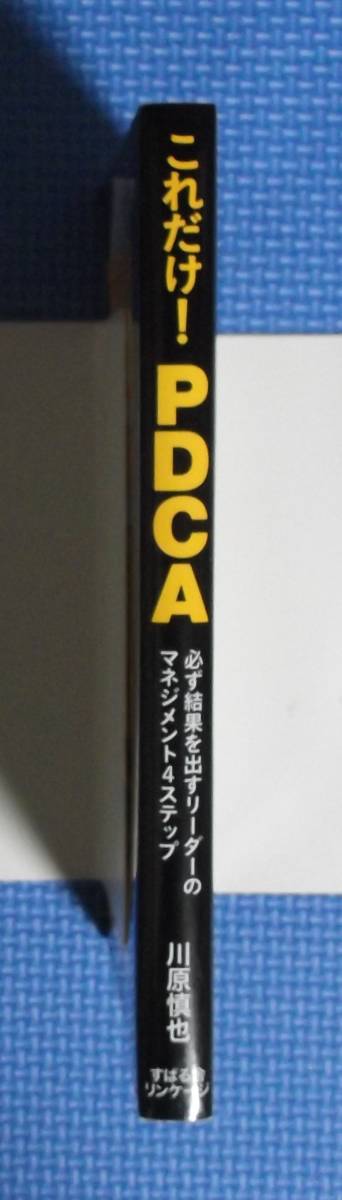 これだけ! PDCA
必ず結果を出すリーダーの
マネジメント4ステップ
川原慎也
すばる舎
リンケージ